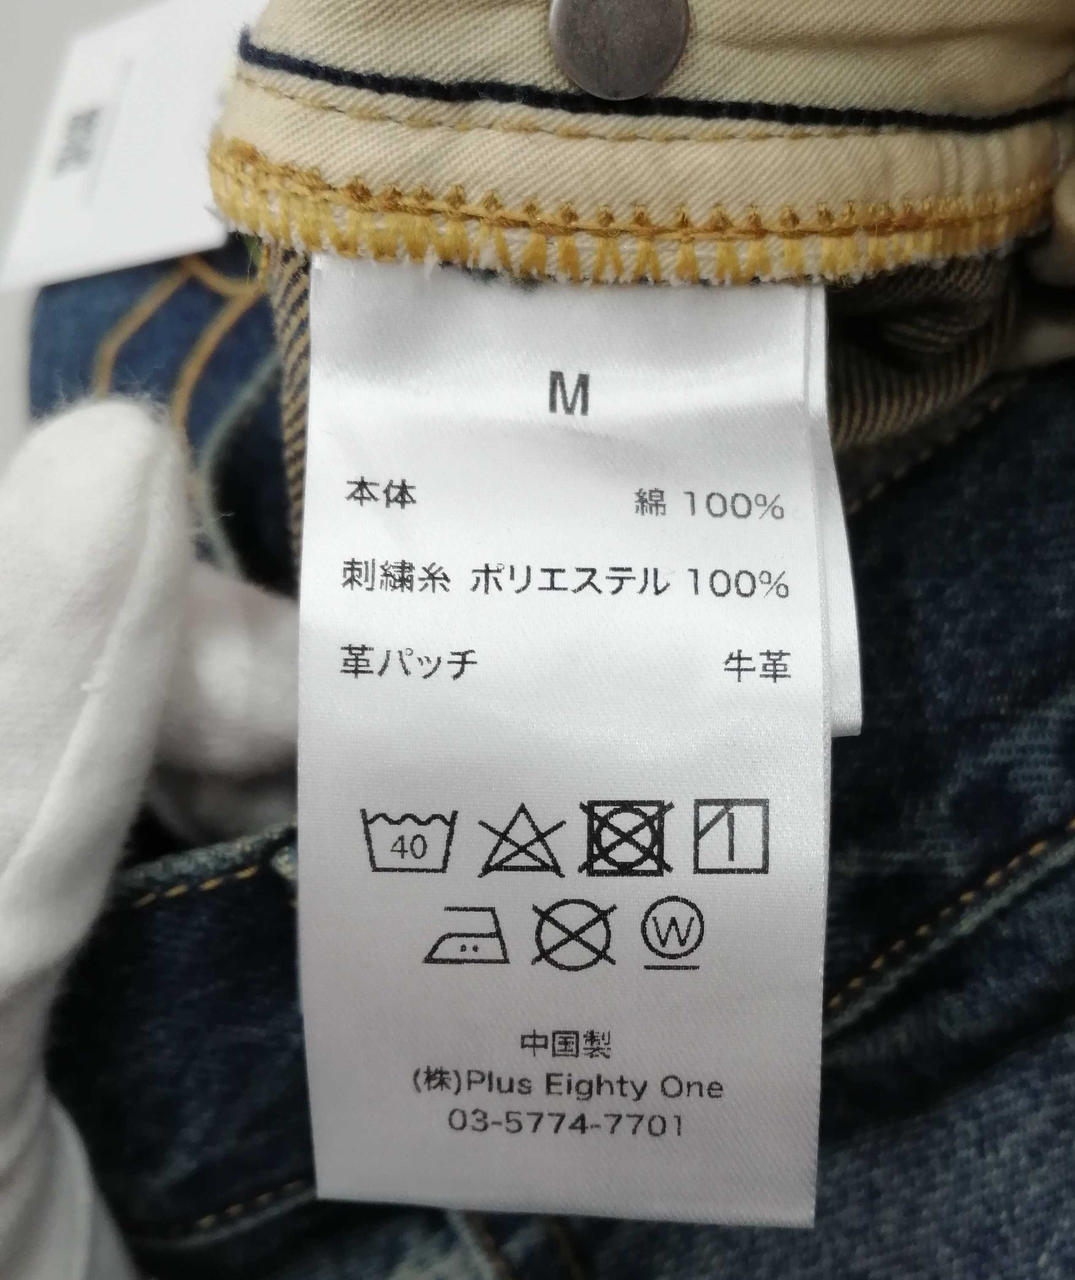 M
本体 綿 100%
刺繍糸 ポリエステル 100%
革パッチ 牛革
40
W
中国製
(株)Plus Eighty One
03-5774-7701